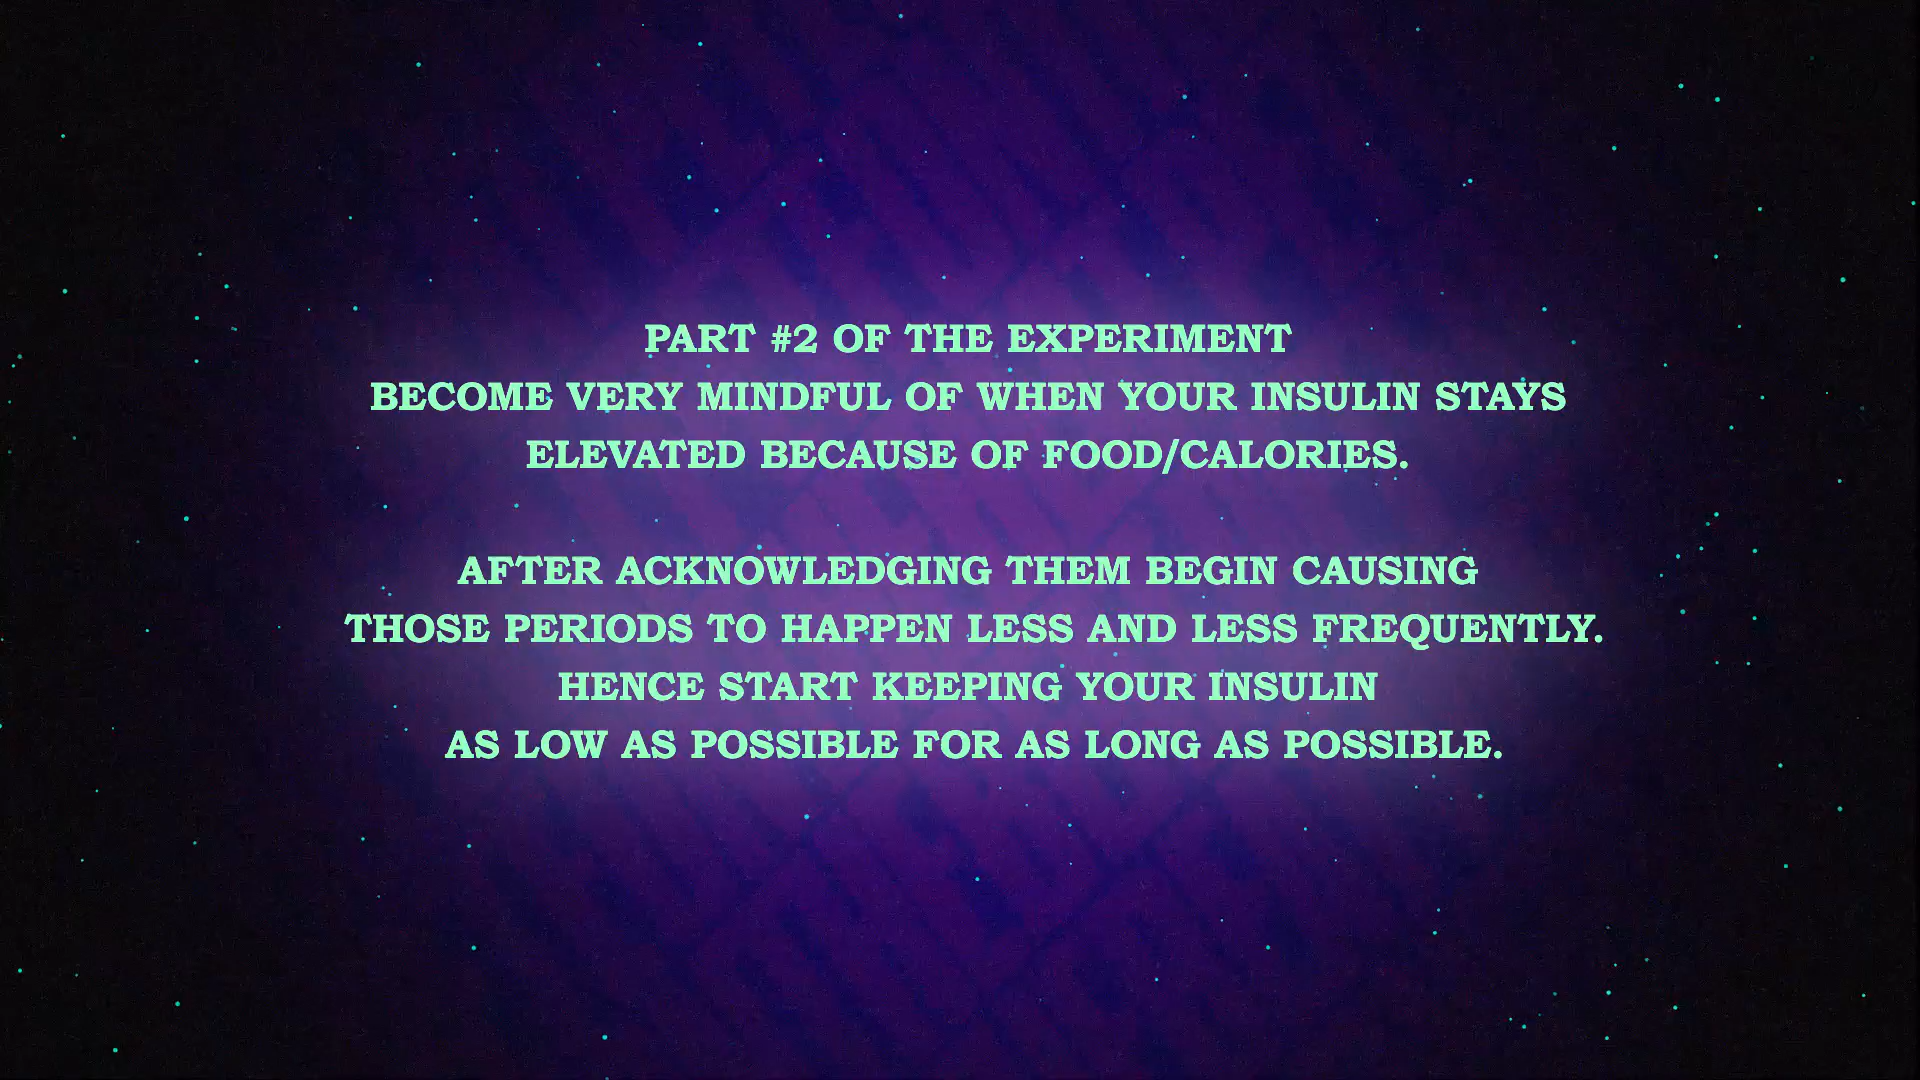 PART #2 OF THE EXPERIMENT
BECOME VERY MINDFUL OF WHEN YOUR INSULIN STAYS
ELEVATED BECAUSE OF FOOD/CALORIES.
AFTER ACKNOWLEDGING THEM BEGIN CAUSING
THOSE PERIODS TO HAPPEN LESS AND LESS FREQUENTLY.
HENCE START KEEPING YOUR INSULIN
AS LOW AS POSSIBLE FOR AS LONG AS POSSIBLE.